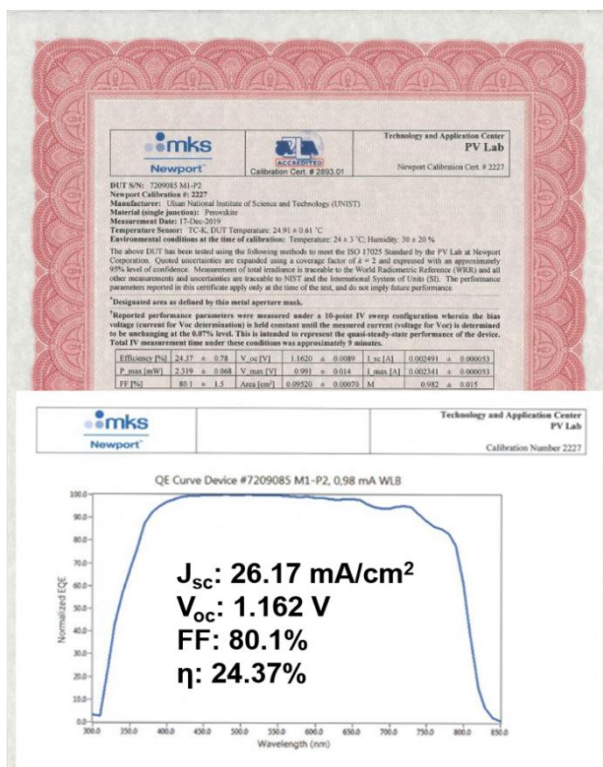 mks
Newport™
ACCREDITED
Calibration Cert. # 2893.01
Technology and Application Center
PV Lab
Newport Calibration Cert. # 2227
DUT S/N: 7209085 M1-P2
Newport Calibration #: 2227
Manufacturer: Ulsan National Institute of Science and Technology (UNIST)
Material (single junction): Perovskite
Measurement Date: 17-Dec-2019
Temperature Sensor: TC-K, DUT Temperature: 24.91 ± 0.61 °C
Environmental conditions at the time of calibration: Temperature: 24 ± 3 °C; Humidity: 30 ± 20 %
The above DUT has been tested using the following methods to meet the ISO 17025 Standard by the PV Lab at Newport
Corporation. Quoted uncertainties are expanded using a coverage factor of k = 2 and expressed with an approximately
95% level of confidence. Measurement of total irradiance is traceable to the World Radiometric Reference (WRR) and all
other measurements and uncertainties are traceable to NIST and the International System of Units (SI). The performance
parameters reported in this certificate apply only at the time of the test, and do not imply future performance.
*Designated area as defined by thin metal aperture mask.
†Reported performance parameters were measured under a 10-point IV sweep configuration wherein the bias
voltage (current for Voc determination) is held constant until the measured current (voltage for Voc) is determined
to be unchanging at the 0.07% level. This is intended to represent the quasi-steady-state performance of the device.
Total IV measurement time under these conditions was approximately 9 minutes.
Efficiency [%] 24.37 ± 0.78 V_oc [V] 1.1620 ± 0.0089 I_sc [A] 0.002491 ± 0.000053
P_max [mW] 2.319 ± 0.068 V_max [V] 0.991 ± 0.014 I_max [A] 0.002341 ± 0.000053
FF [%] 80.1 ± 1.5 Area [cm²] 0.09520 ± 0.00070 M 0.982 ± 0.015
mks
Newport™
Technology and Application Center
PV Lab
Calibration Number 2227
QE Curve Device #7209085 M1-P2, 0,98 mA WLB
Normalized EQE
100.0
90.0
80.0
70.0
60.0
50.0
40.0
30.0
20.0
10.0
0.0
Jsc: 26.17 mA/cm²
Voc: 1.162 V
FF: 80.1%
η: 24.37%
300.0 350.0 400.0 450.0 500.0 550.0 600.0 650.0 700.0 750.0 800.0 850.0
Wavelength (nm)